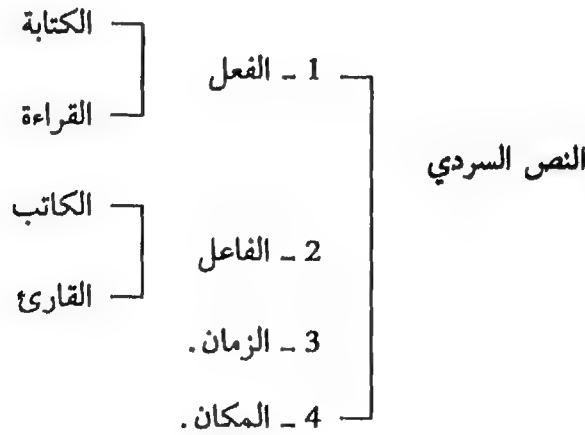 النص السردي
1 ـ الفعل
الكتابة
القراءة
2 ـ الفاعل
الكاتب
القارئ
3 ـ الزمان.
4 ـ المكان.